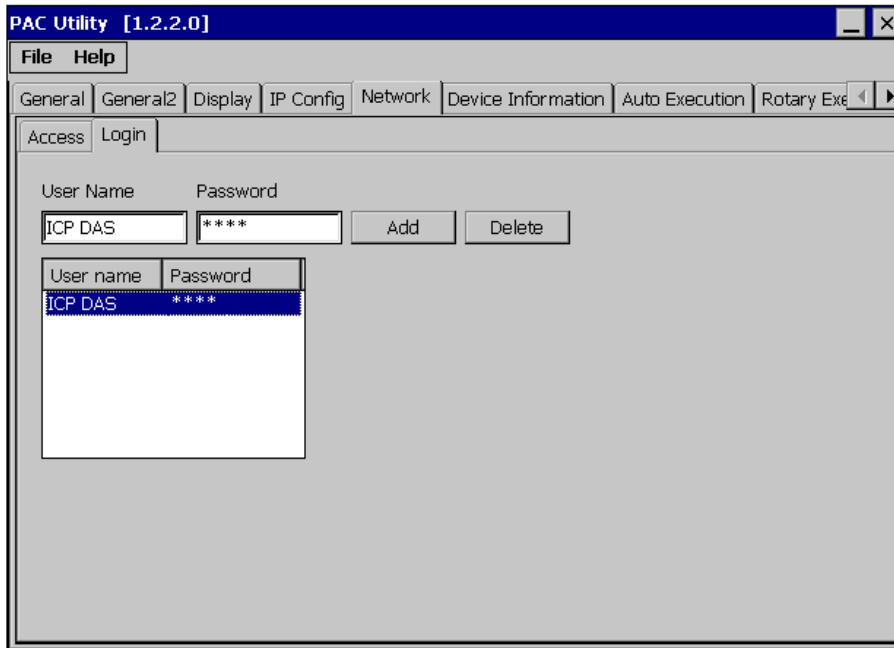 PAC Utility [1.2.2.0]
File Help
General General2 Display IP Config Network Device Information Auto Execution Rotary Exe
Access Login
User Name Password
ICP DAS **** Add Delete
User name Password
ICP DAS ****